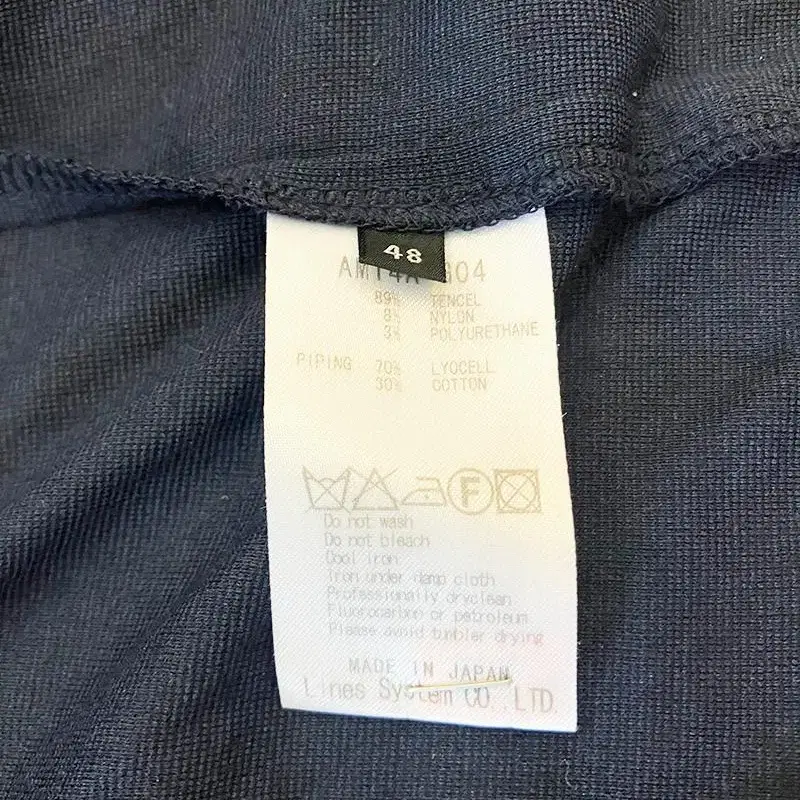 48
89% TENCEL
8% NYLON
3% POLYURETHANE
PIPING 70% LYOCELL
30% COTTON
F
Do not wash
Do not bleach
Cool iron
Iron under damp cloth
Professionally dryclean
Fluorocarbon or petroleum
Please avoid tumbler drying
MADE IN JAPAN
Lines System CO.,LTD.